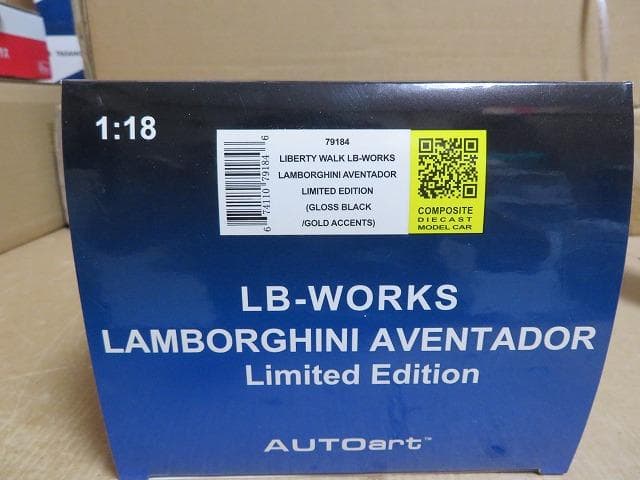 TADANO
1:18
79184
LIBERTY WALK LB-WORKS
LAMBORGHINI AVENTADOR
LIMITED EDITION
(GLOSS BLACK
/GOLD ACCENTS)
6 74110 79184 6
COMPOSITE
DIECAST
MODEL CAR
LB-WORKS
LAMBORGHINI AVENTADOR
Limited Edition
AUTOart™